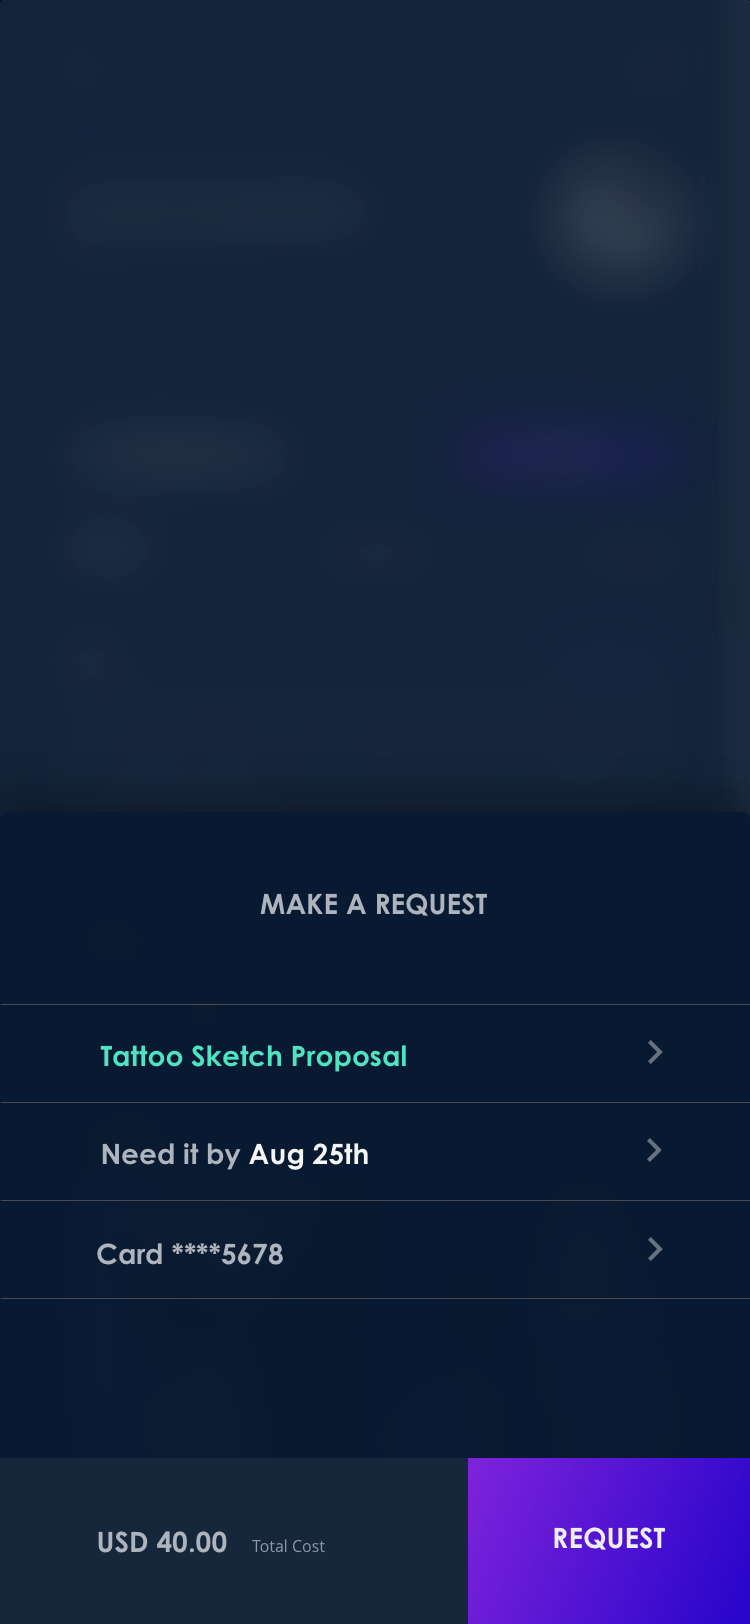 MAKE A REQUEST
Tattoo Sketch Proposal
Need it by Aug 25th
Card ****5678
USD 40.00 Total Cost
REQUEST